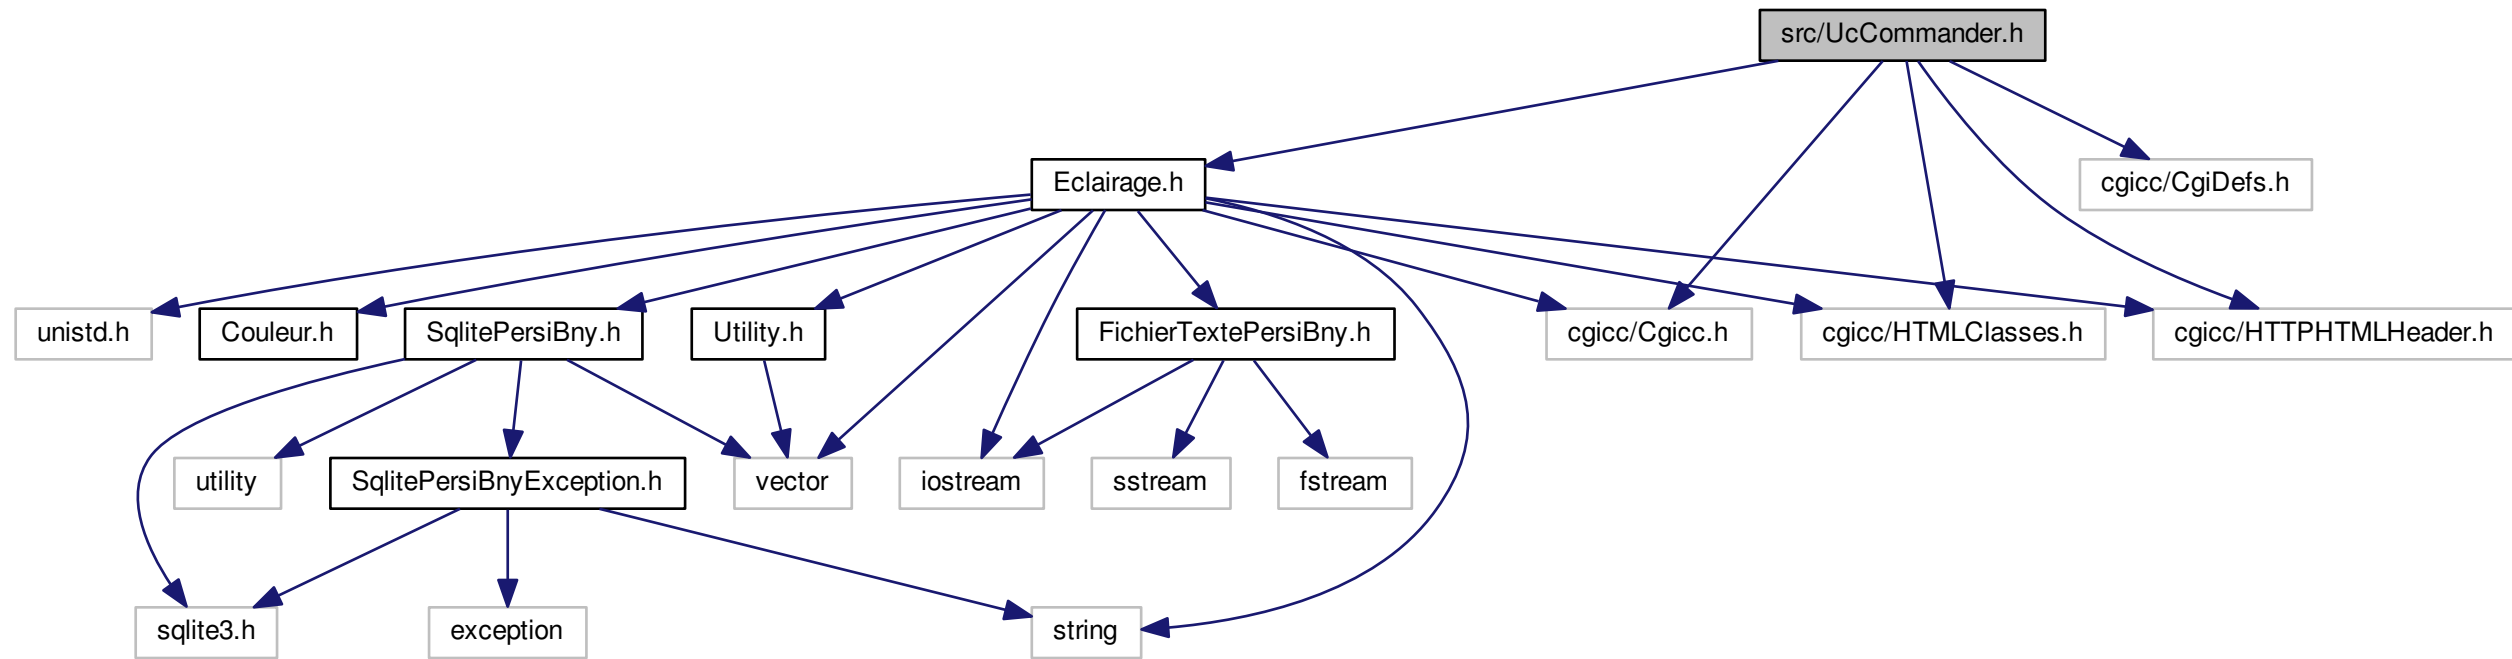 src/UcCommander.h
Eclairage.h
cgicc/CgiDefs.h
unistd.h
Couleur.h
SqlitePersiBny.h
Utility.h
FichierTextePersiBny.h
cgicc/Cgicc.h
cgicc/HTMLClasses.h
cgicc/HTTPHTMLHeader.h
utility
SqlitePersiBnyException.h
vector
iostream
sstream
fstream
sqlite3.h
exception
string